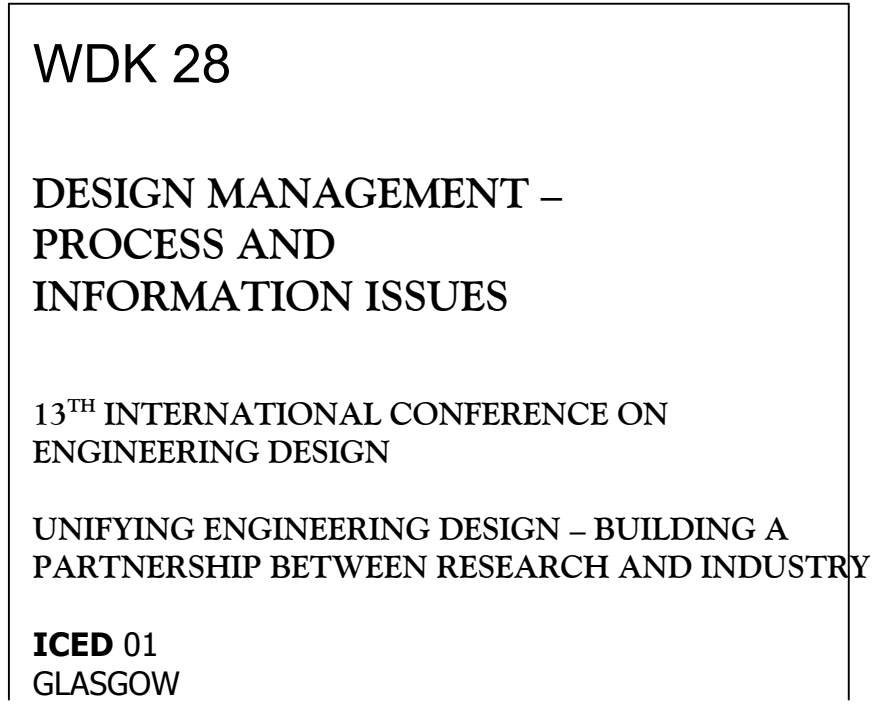 WDK 28
DESIGN MANAGEMENT –
PROCESS AND
INFORMATION ISSUES
13TH INTERNATIONAL CONFERENCE ON
ENGINEERING DESIGN
UNIFYING ENGINEERING DESIGN – BUILDING A
PARTNERSHIP BETWEEN RESEARCH AND INDUSTRY
ICED 01
GLASGOW